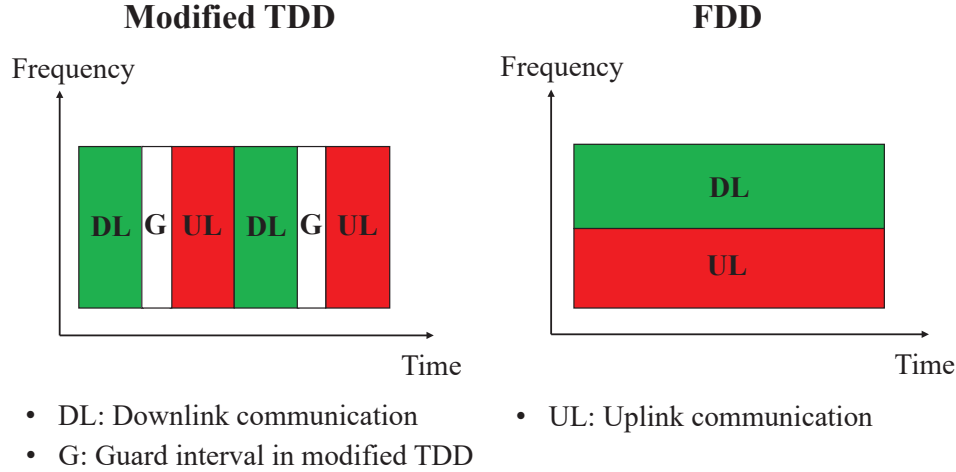 Modified TDD
FDD
Frequency
Frequency
DL G UL DL G UL
DL
UL
Time
Time
• DL: Downlink communication
• UL: Uplink communication
• G: Guard interval in modified TDD